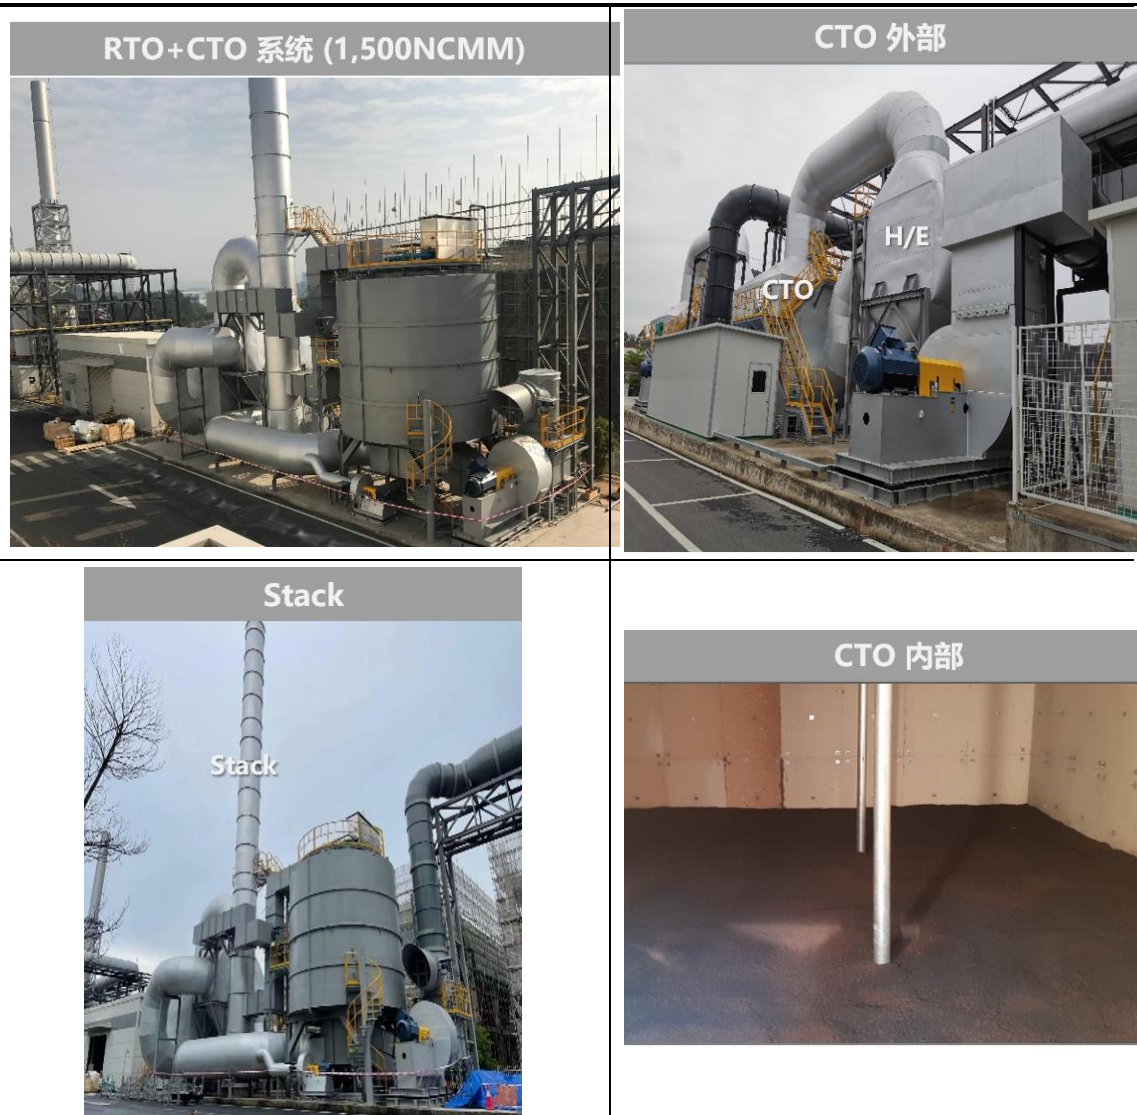 RTO+CTO 系统 (1,500NCMM)
CTO 外部
H/E
CTO
Stack
Stack
CTO 内部